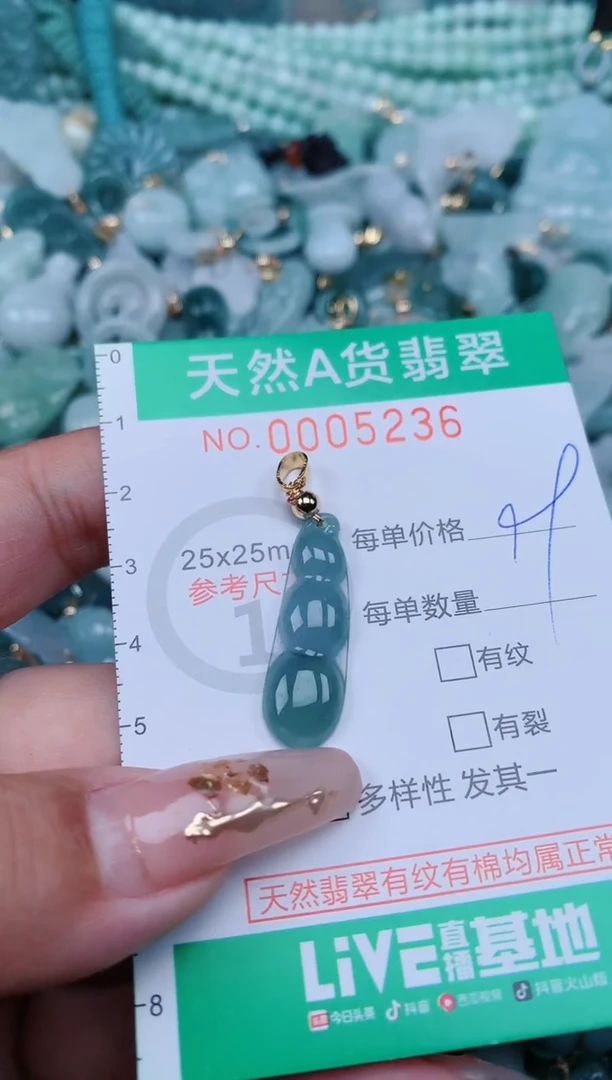 0
天然A货翡翠
1
NO.0005236
2
25x25m
每单价格
3
参考尺
每单数量
1
4
有纹
5
有裂
多样性 发其一
天然翡翠有纹有棉均属正常
LiVE直播基地
8
今日头条 抖音 西瓜视频 抖音火山版